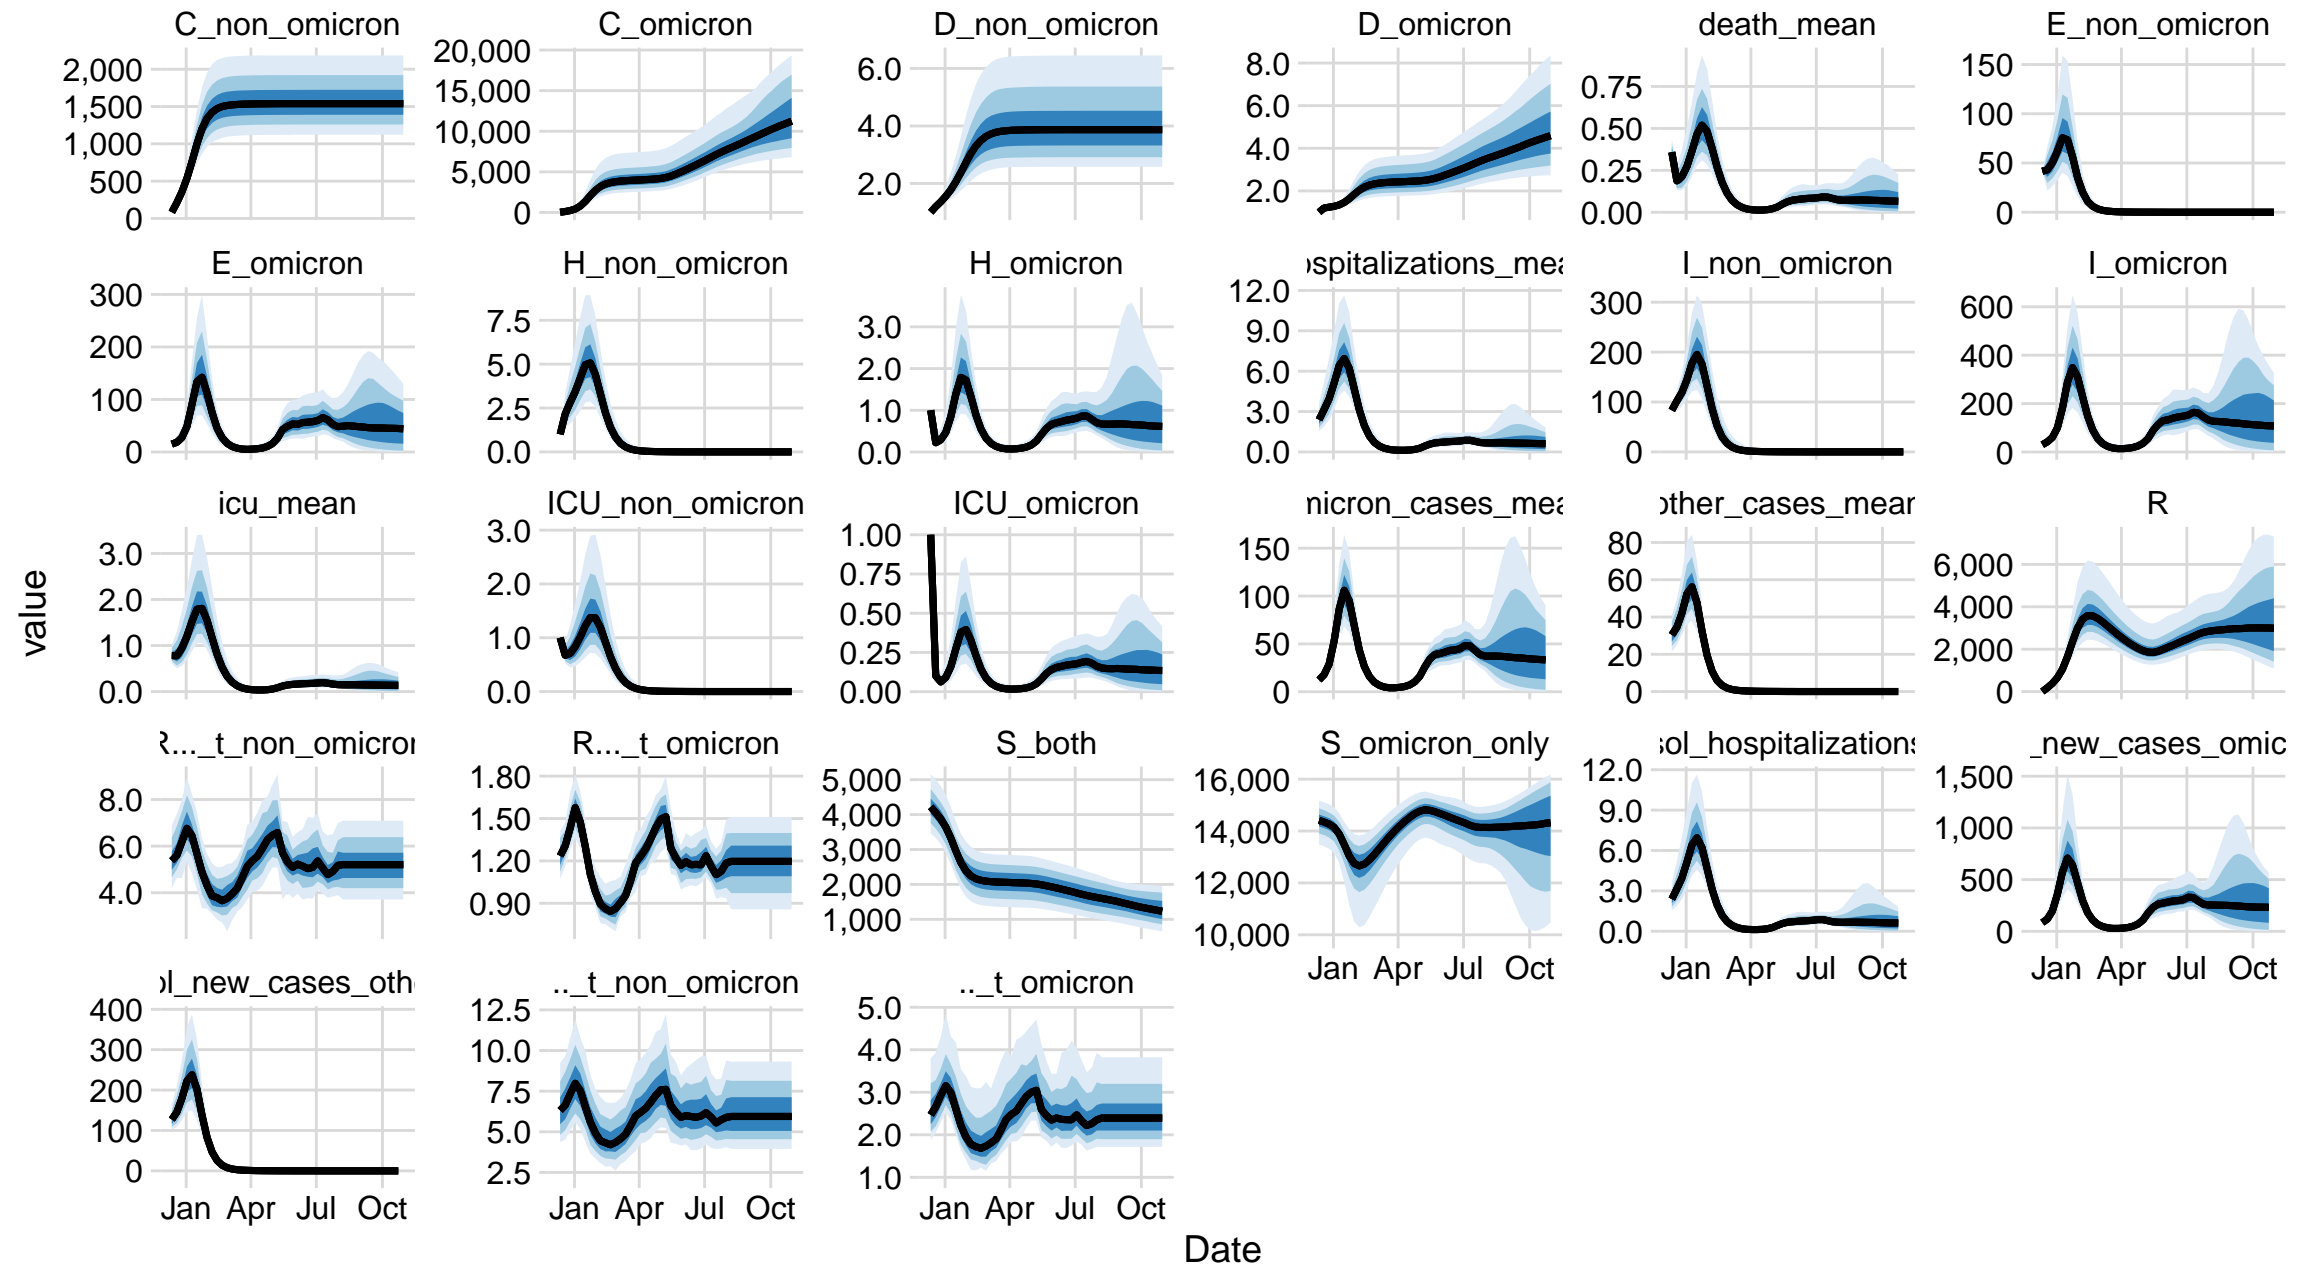 C_non_omicron C_omicron D_non_omicron D_omicron death_mean E_non_omicron
2,000 1,500 1,000 500 0
20,000 15,000 10,000 5,000 0
6.0 4.0 2.0
8.0 6.0 4.0 2.0
0.75 0.50 0.25 0.00
150 100 50 0
E_omicron H_non_omicron H_omicron ospitalizations_mea I_non_omicron I_omicron
300 200 100 0
7.5 5.0 2.5 0.0
3.0 2.0 1.0 0.0
12.0 9.0 6.0 3.0 0.0
300 200 100 0
600 400 200 0
icu_mean ICU_non_omicron ICU_omicron micron_cases_mea other_cases_mean R
3.0 2.0 1.0 0.0
3.0 2.0 1.0 0.0
1.00 0.75 0.50 0.25 0.00
150 100 50 0
80 60 40 20 0
6,000 4,000 2,000 0
R..._t_non_omicron R..._t_omicron S_both S_omicron_only sol_hospitalizations _new_cases_omic
8.0 6.0 4.0
1.80 1.50 1.20 0.90
5,000 4,000 3,000 2,000 1,000
16,000 14,000 12,000 10,000
12.0 9.0 6.0 3.0 0.0
1,500 1,000 500 0
Jan Apr Jul Oct
Jan Apr Jul Oct
Jan Apr Jul Oct
ol_new_cases_oth .._t_non_omicron .._t_omicron
400 300 200 100 0
12.5 10.0 7.5 5.0 2.5
5.0 4.0 3.0 2.0 1.0
Jan Apr Jul Oct
Jan Apr Jul Oct
Jan Apr Jul Oct
value
Date